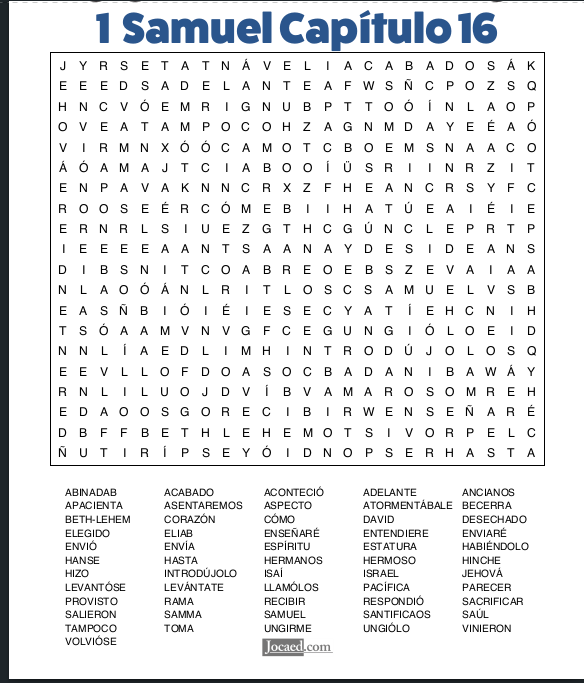 1 Samuel Capítulo 16
J Y R S E T A T N Á V E L I A C A B A D O S Á K
E E E D S A D E L A N T E A F W S Ñ C P O Z S Q
H N C V Ó E M R I G N U B P T T O Ó Í N L A O P
O V E A T A M P O C O H Z A G N M D A Y E É A Ó
V I R M N X Ó Ó C A M O T C B O E M S N A A C O
Á Ó A M A J T C I A B O O Í Ü S R I I N R Z I T
E N P A V A K N N C R X Z F H E A N C R S Y F C
R O O S E É R C Ó M E B I I H A T Ú E A I É I E
E R N R L S I U E Z G T H C G Ú N C L E P R T P
I E E E E A A N T S A A N A Y D E S I D E A N S
D I B S N I T C O A B R E O E B S Z E V A I A A
N L A O Ó Á N L R I T L O S C S A M U E L V S B
E A S Ñ B I Ó I É I E S E C Y A T Í E H C N I H
T S Ó A A M V N V G F C E G U N G I Ó L O E I D
N N L Í A E D L I M H I N T R O D Ú J O L O S Q
E E V L L O F D O A S O C B A D A N I B A W Á Y
R N L I L U O J D V Í B V A M A R O S O M R E H
E D A O O S G O R E C I B I R W E N S E Ñ A R É
D B F F B E T H L E H E M O T S I V O R P E L C
Ñ U T I R Í P S E Y Ó I D N O P S E R H A S T A
ABINADAB ACABADO ACONTECIÓ ADELANTE ANCIANOS
APACIENTA ASENTAREMOS ASPECTO ATORMENTÁBALE BECERRA
BETH-LEHEM CORAZÓN CÓMO DAVID DESECHADO
ELEGIDO ELIAB ENSEÑARÉ ENTENDIERE ENVIARÉ
ENVIÓ ENVÍA ESPÍRITU ESTATURA HABIÉNDOLO
HANSE HASTA HERMANOS HERMOSO HINCHE
HIZO INTRODÚJOLO ISAÍ ISRAEL JEHOVÁ
LEVANTÓSE LEVÁNTATE LLAMÓLOS PACÍFICA PARECER
PROVISTO RAMA RECIBIR RESPONDIÓ SACRIFICAR
SALIERON SAMMA SAMUEL SANTIFICAOS SAÚL
TAMPOCO TOMA UNGIRME UNGIÓLO VINIERON
VOLVIÓSE
Jocaed.com